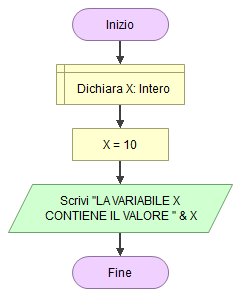 Inizio
Dichiara X: Intero
X = 10
Scrivi "LA VARIABILE X
CONTIENE IL VALORE " & X
Fine